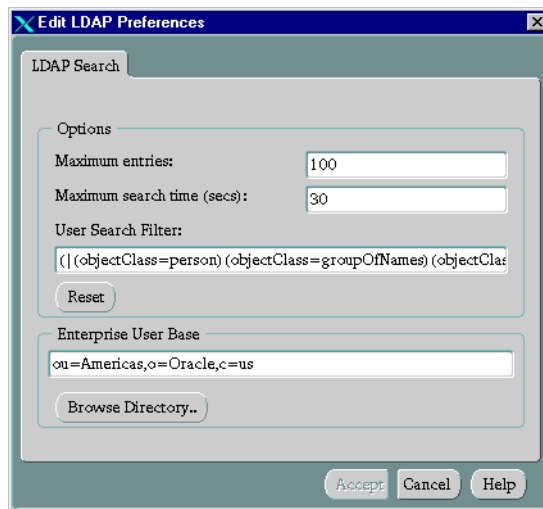 Edit LDAP Preferences
LDAP Search
Options
Maximum entries:
100
Maximum search time (secs):
30
User Search Filter:
(|(objectClass=person)(objectClass=groupOfNames)(objectClas
Reset
Enterprise User Base
ou=Americas,o=Oracle,c=us
Browse Directory..
Accept Cancel Help